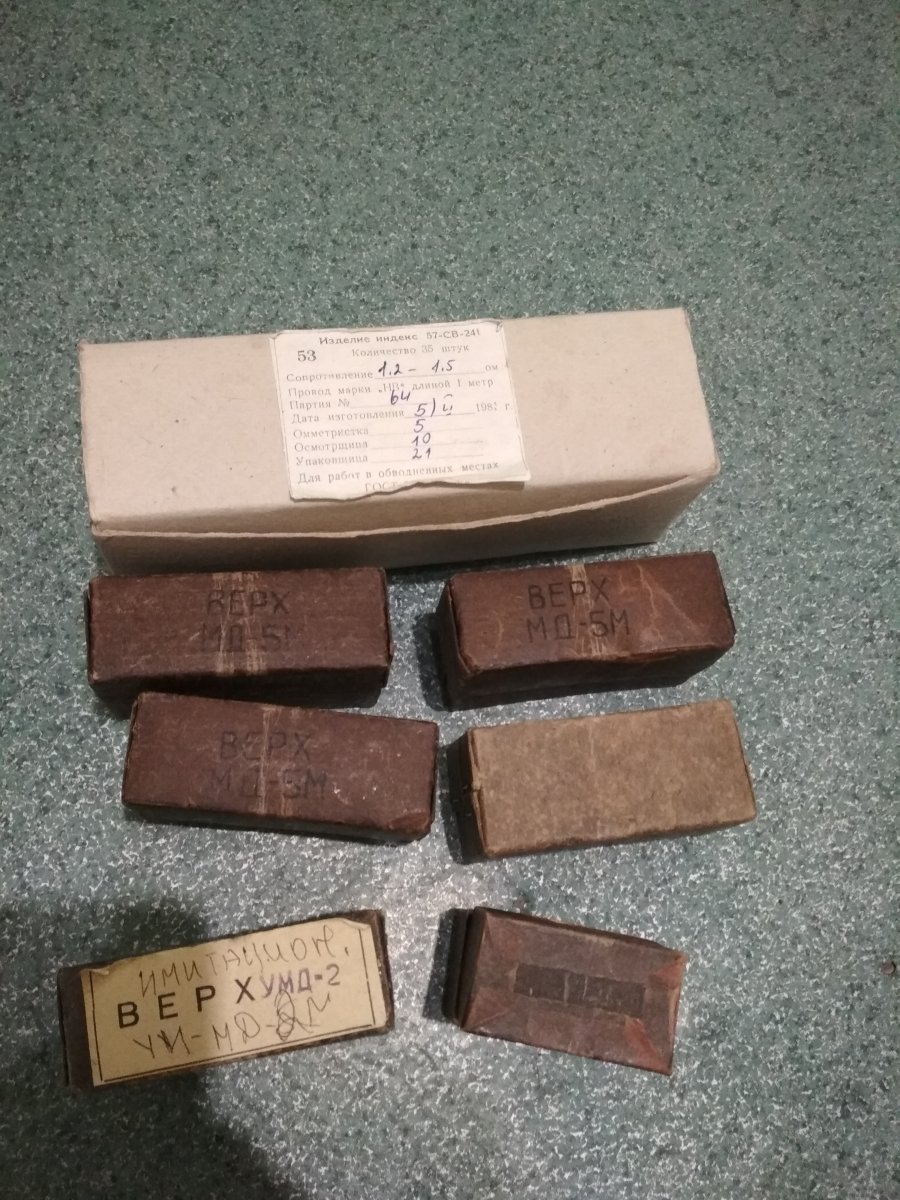 Изделие индекс 57-СВ-241
53 Количество 35 штук
Сопротивление 1.2 - 1.5 ом
Провод марки „НВ“ длиной 1 метр
Партия № 64
Дата изготовления 5/V 198 г.
Омметристка 5
Осмотрщица 10
Упаковщица 21
Для работ в обводненных местах
ГОСТ
ВЕРХ
МД-5М
ВЕРХ
МД-5М
ВЕРХ
МД-5М
ИМИТАЦИОН.
ВЕРХ УМД-2